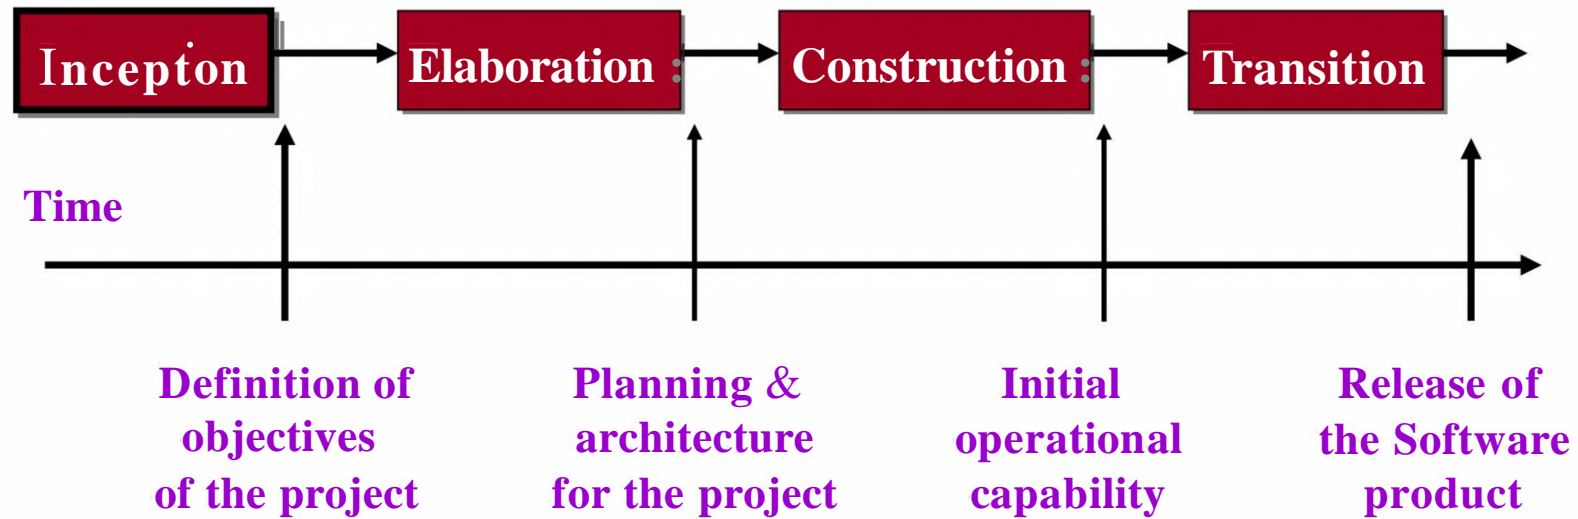 Inception
Elaboration :
Construction :
Transition
Time
Definition of
objectives
of the project
Planning &
architecture
for the project
Initial
operational
capability
Release of
the Software
product